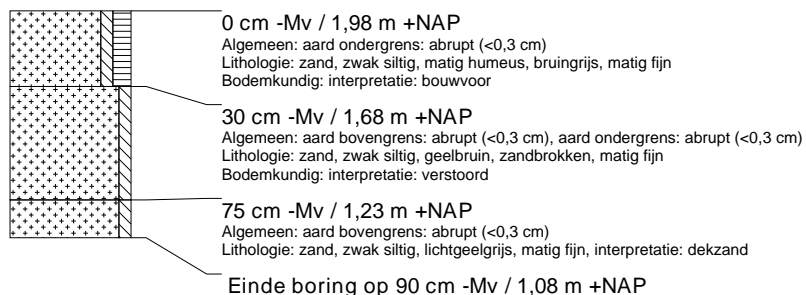 0 cm -Mv / 1,98 m +NAP
Algemeen: aard ondergrens: abrupt (<0,3 cm)
Lithologie: zand, zwak siltig, matig humeus, bruingrijs, matig fijn
Bodemkundig: interpretatie: bouwvoor
30 cm -Mv / 1,68 m +NAP
Algemeen: aard bovengrens: abrupt (<0,3 cm), aard ondergrens: abrupt (<0,3 cm)
Lithologie: zand, zwak siltig, geelbruin, zandbrokken, matig fijn
Bodemkundig: interpretatie: verstoord
75 cm -Mv / 1,23 m +NAP
Algemeen: aard bovengrens: abrupt (<0,3 cm)
Lithologie: zand, zwak siltig, lichtgeelgrijs, matig fijn, interpretatie: dekzand
Einde boring op 90 cm -Mv / 1,08 m +NAP